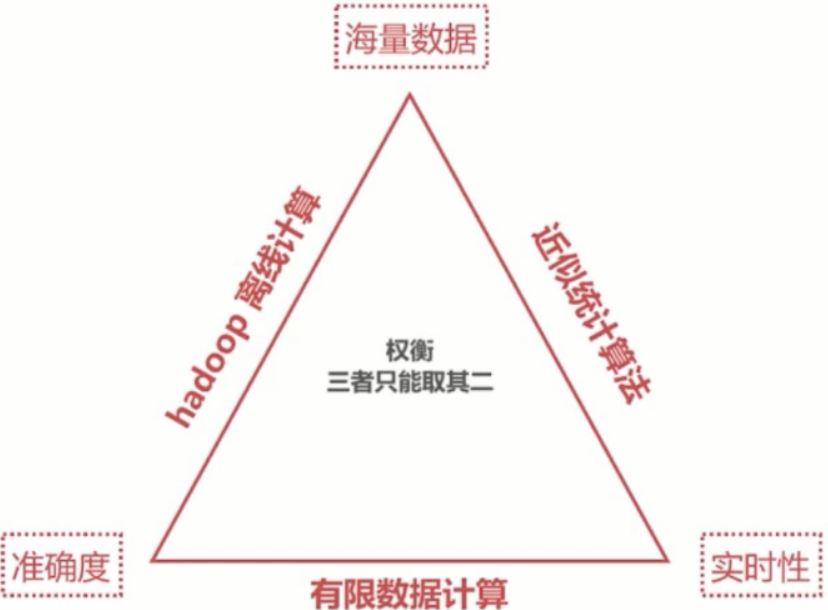 海量数据
hadoop 离线计算
近似统计算法
权衡
三者只能取其二
准确度
实时性
有限数据计算